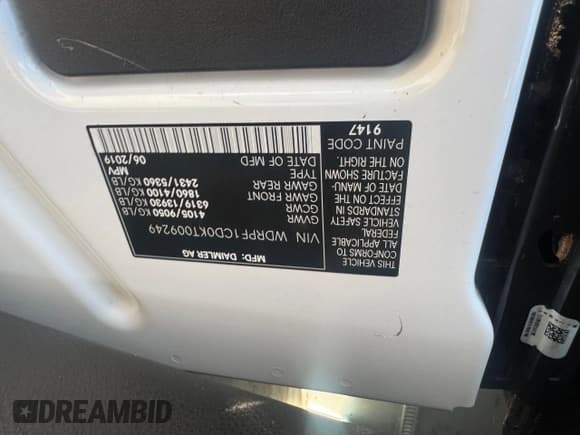 MFD: DAIMLER AG
VIN WDRPF1CD0KT009249
GVWR 4105/9050 KG/LB
GCWR 6319/13930 KG/LB
GAWR FRONT 1860/4100 KG/LB
GAWR REAR 2431/5360 KG/LB
TYPE MPV
DATE OF MFD 06/2019
THIS VEHICLE
CONFORMS TO
ALL APPLICABLE
FEDERAL
VEHICLE SAFETY
STANDARDS IN
EFFECT ON THE
DATE OF MANU-
FACTURE SHOWN
ON THE RIGHT.
PAINT CODE
9147
DREAMBID